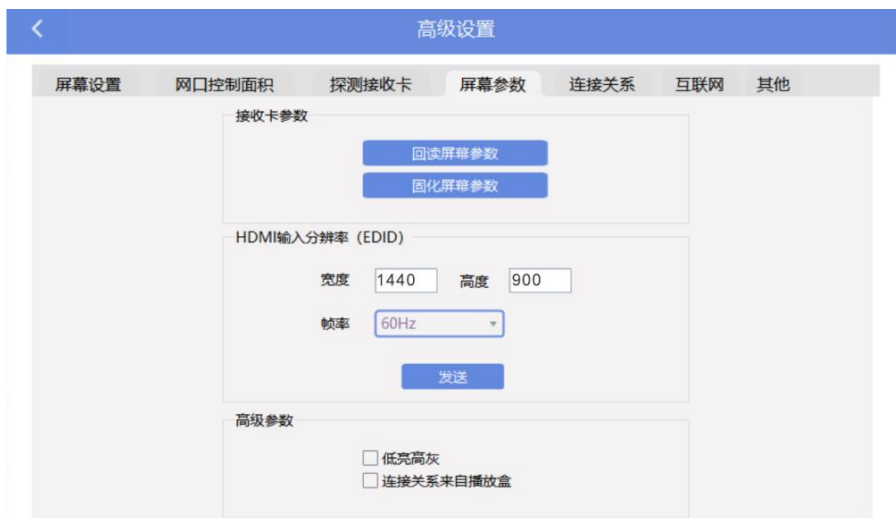 高级设置
屏幕设置 网口控制面积 探测接收卡 屏幕参数 连接关系 互联网 其他
接收卡参数
回读屏幕参数
固化屏幕参数
HDMI输入分辨率（EDID）
宽度 1440 高度 900
帧率 60Hz
发送
高级参数
低亮高灰
连接关系来自播放盒